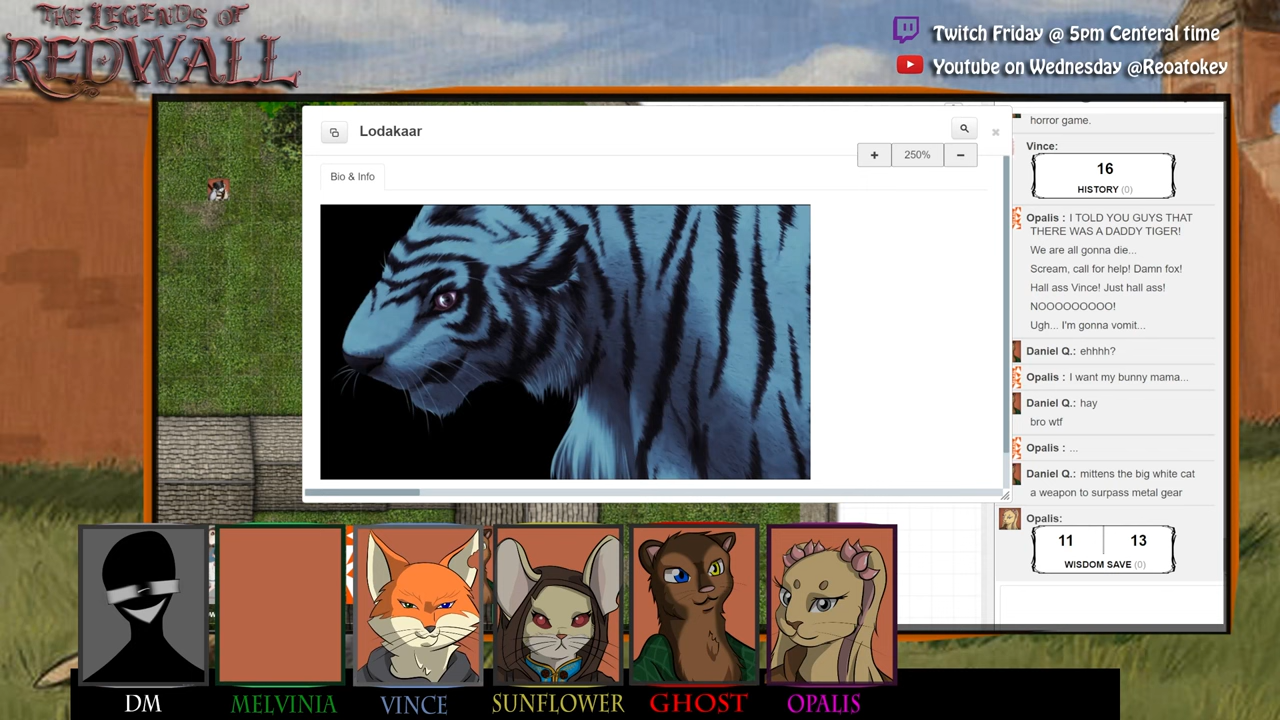 THE LEGENDS OF
REDWALL
Twitch Friday @ 5pm Centeral time
Youtube on Wednesday @Reoatokey
Lodakaar
250%
Bio & Info
horror game.
Vince:
16
HISTORY (0)
Opalis : I TOLD YOU GUYS THAT
THERE WAS A DADDY TIGER!
We are all gonna die...
Scream, call for help! Damn fox!
Hall ass Vince! Just hall ass!
NOOOOOOOOO!
Ugh... I'm gonna vomit...
Daniel Q.: ehhhh?
Opalis : I want my bunny mama...
Daniel Q.: hay
bro wtf
Opalis : ...
Daniel Q.: mittens the big white cat
a weapon to surpass metal gear
Opalis:
11 13
WISDOM SAVE (0)
DM
MELVINIA
VINCE
SUNFLOWER
GHOST
OPALIS